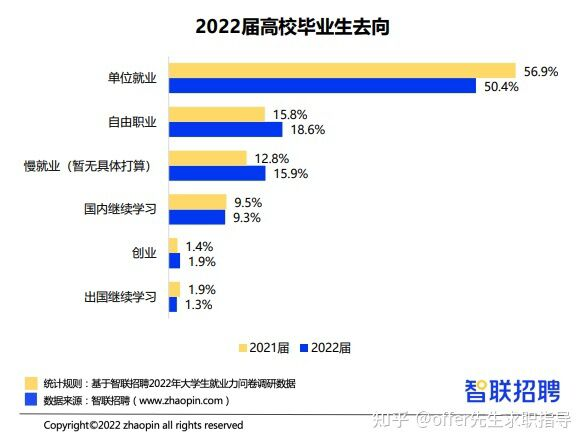 2022届高校毕业生去向
单位就业
56.9%
50.4%
自由职业
15.8%
18.6%
慢就业（暂无具体打算）
12.8%
15.9%
国内继续学习
9.5%
9.3%
创业
1.4%
1.9%
出国继续学习
1.9%
1.3%
2021届 2022届
统计规则：基于智联招聘2022年大学生就业力问卷调研数据
数据来源：智联招聘（www.zhaopin.com）
智联招聘
Copyright©2022 zhaopin all rights reserved
知乎 @offer先生求职指导